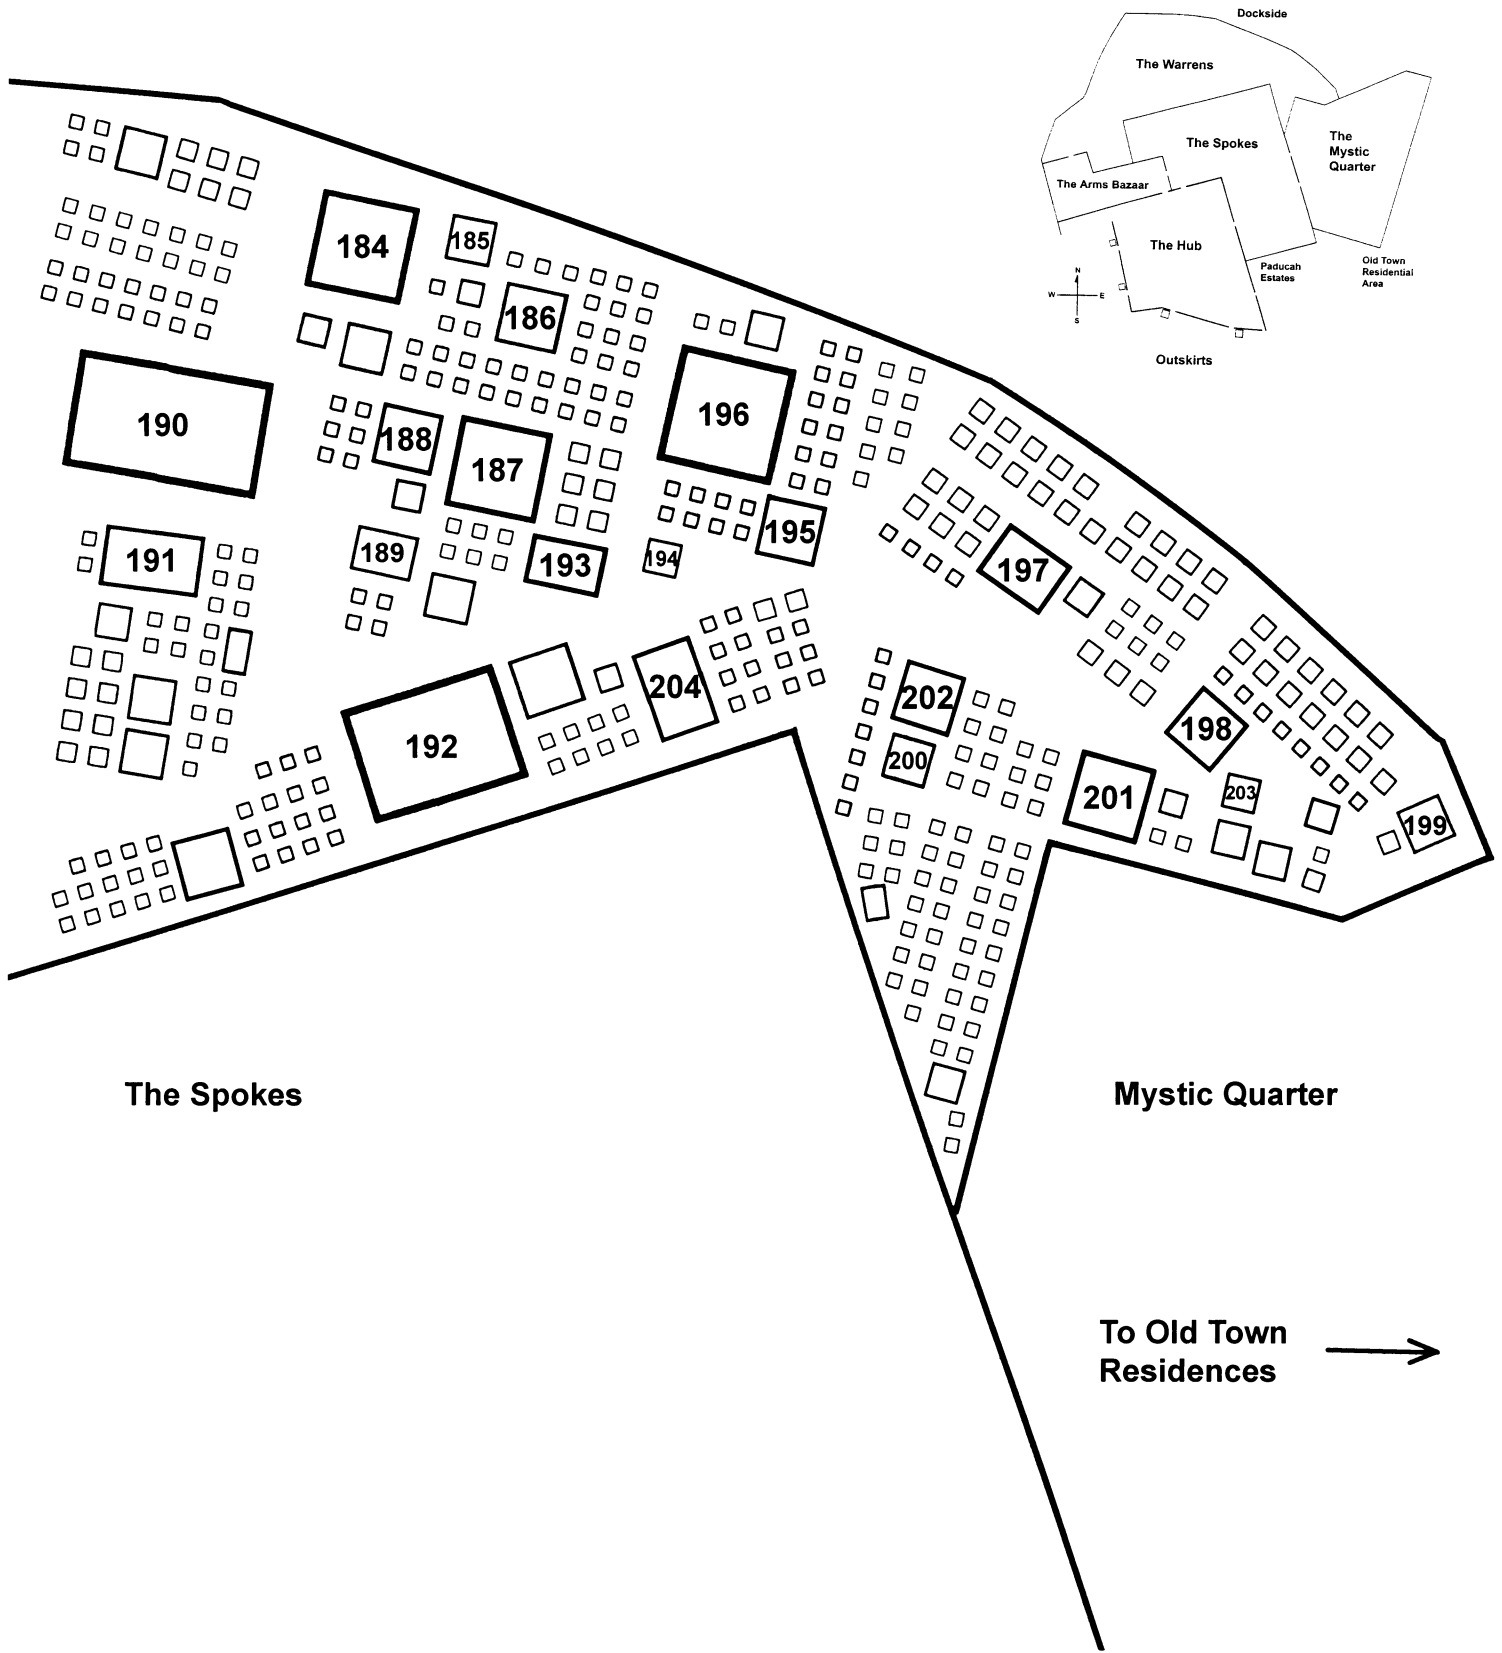 Dockside
The Warrens
The Spokes
The
Mystic
Quarter
The Arms Bazaar
The Hub
Paducah
Estates
Old Town
Residential
Area
N
W
E
S
Outskirts
184
185
186
190
188
187
196
191
189
193
194
195
197
192
204
202
200
198
201
203
199
The Spokes
Mystic Quarter
To Old Town
Residences